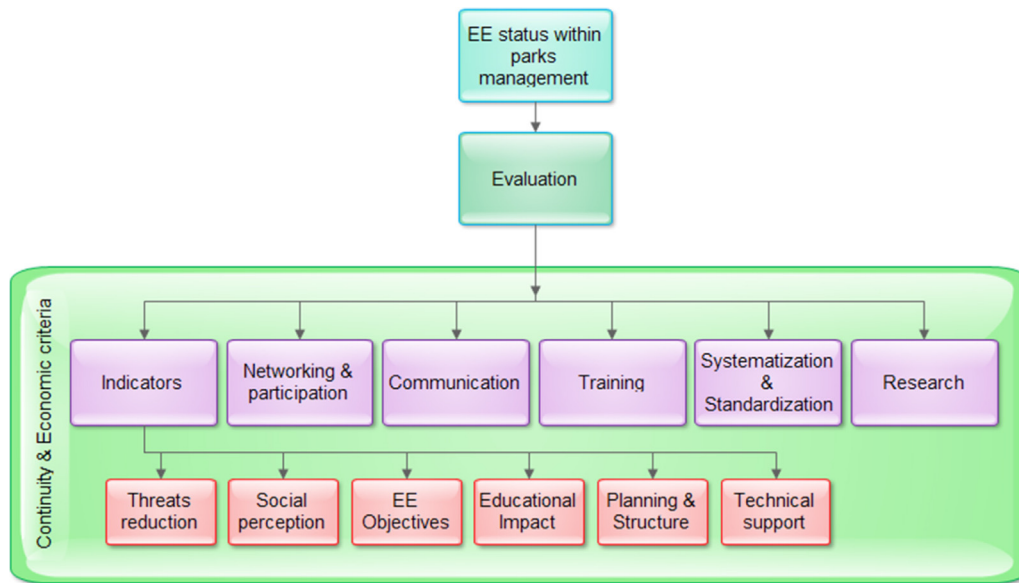 EE status within
parks
management
Evaluation
Continuity & Economic criteria
Indicators
Networking &
participation
Communication
Training
Systematization
&
Standardization
Research
Threats
reduction
Social
perception
EE
Objectives
Educational
Impact
Planning &
Structure
Technical
support